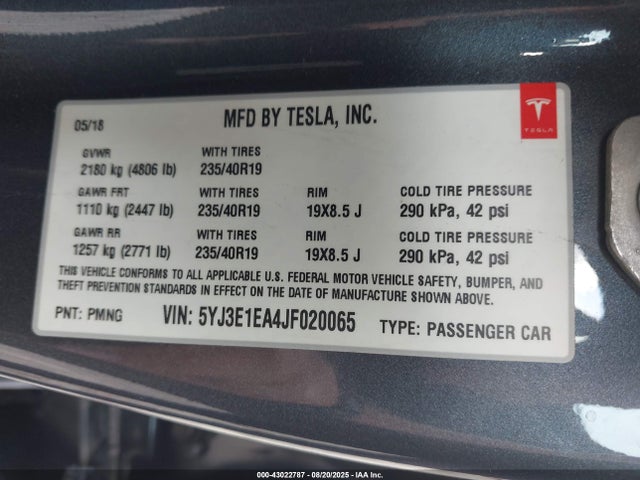 05/18 MFD BY TESLA, INC.
TESLA
GVWR WITH TIRES
2180 kg (4806 lb) 235/40R19
GAWR FRT WITH TIRES RIM COLD TIRE PRESSURE
1110 kg (2447 lb) 235/40R19 19X8.5 J 290 kPa, 42 psi
GAWR RR WITH TIRES RIM COLD TIRE PRESSURE
1257 kg (2771 lb) 235/40R19 19X8.5 J 290 kPa, 42 psi
THIS VEHICLE CONFORMS TO ALL APPLICABLE U.S. FEDERAL MOTOR VEHICLE SAFETY, BUMPER, AND
THEFT PREVENTION STANDARDS IN EFFECT ON THE DATE OF MANUFACTURE SHOWN ABOVE.
PNT: PMNG VIN: 5YJ3E1EA4JF020065 TYPE: PASSENGER CAR
000-43022787 - 08/20/2025 - IAA Inc.